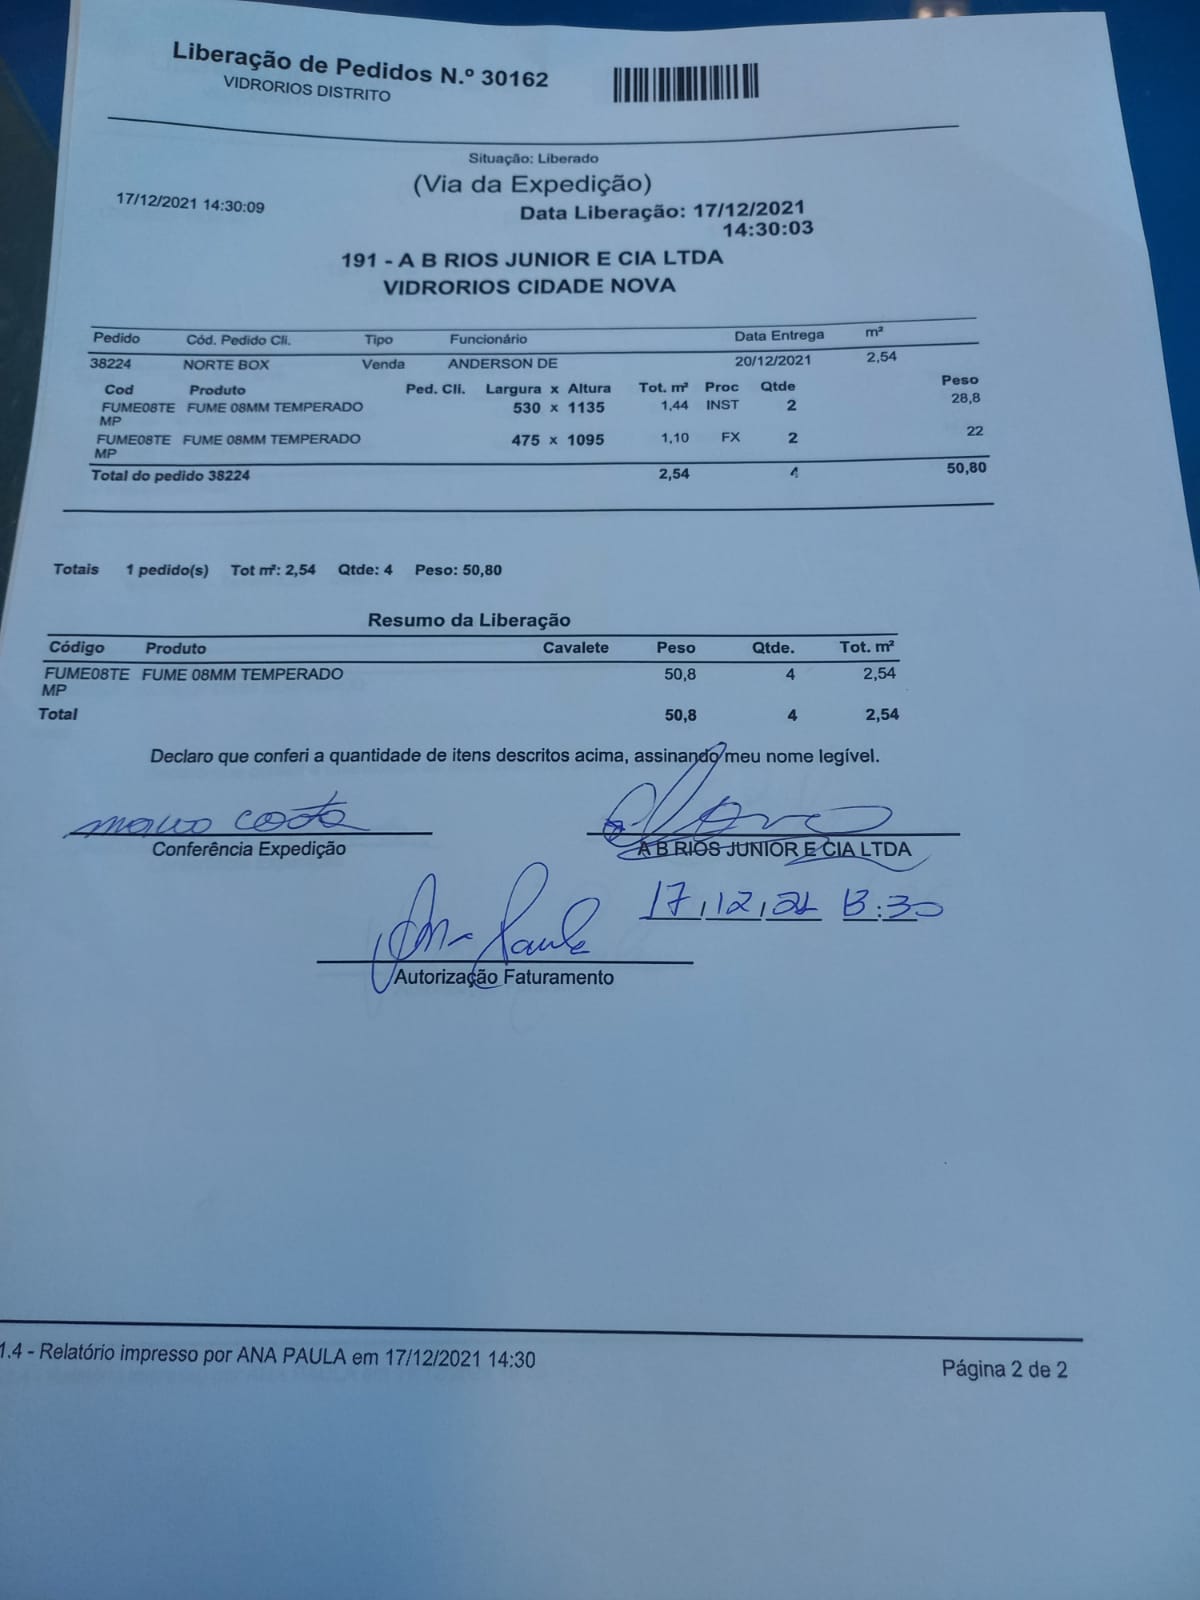 Liberação de Pedidos N.º 30162
VIDRORIOS DISTRITO
Situação: Liberado
(Via da Expedição)
17/12/2021 14:30:09
Data Liberação: 17/12/2021
14:30:03
191 - A B RIOS JUNIOR E CIA LTDA
VIDRORIOS CIDADE NOVA
Pedido Cód. Pedido Cli. Tipo Funcionário Data Entrega m²
38224 NORTE BOX Venda ANDERSON DE 20/12/2021 2,54
Cod Produto Ped. Cli. Largura x Altura Tot. m² Proc Qtde Peso
FUME08TE FUME 08MM TEMPERADO 530 x 1135 1,44 INST 2 28,8
MP
FUME08TE FUME 08MM TEMPERADO 475 x 1095 1,10 FX 2 22
MP
Total do pedido 38224 2,54 4 50,80
Totais 1 pedido(s) Tot m²: 2,54 Qtde: 4 Peso: 50,80
Resumo da Liberação
Código Produto Cavalete Peso Qtde. Tot. m²
FUME08TE FUME 08MM TEMPERADO 50,8 4 2,54
MP
Total 50,8 4 2,54
Declaro que conferi a quantidade de itens descritos acima, assinando meu nome legível.
costa
Conferência Expedição A B RIOS JUNIOR E CIA LTDA
17,12,21 :30
Ana Paula
Autorização Faturamento
1.4 - Relatório impresso por ANA PAULA em 17/12/2021 14:30
Página 2 de 2